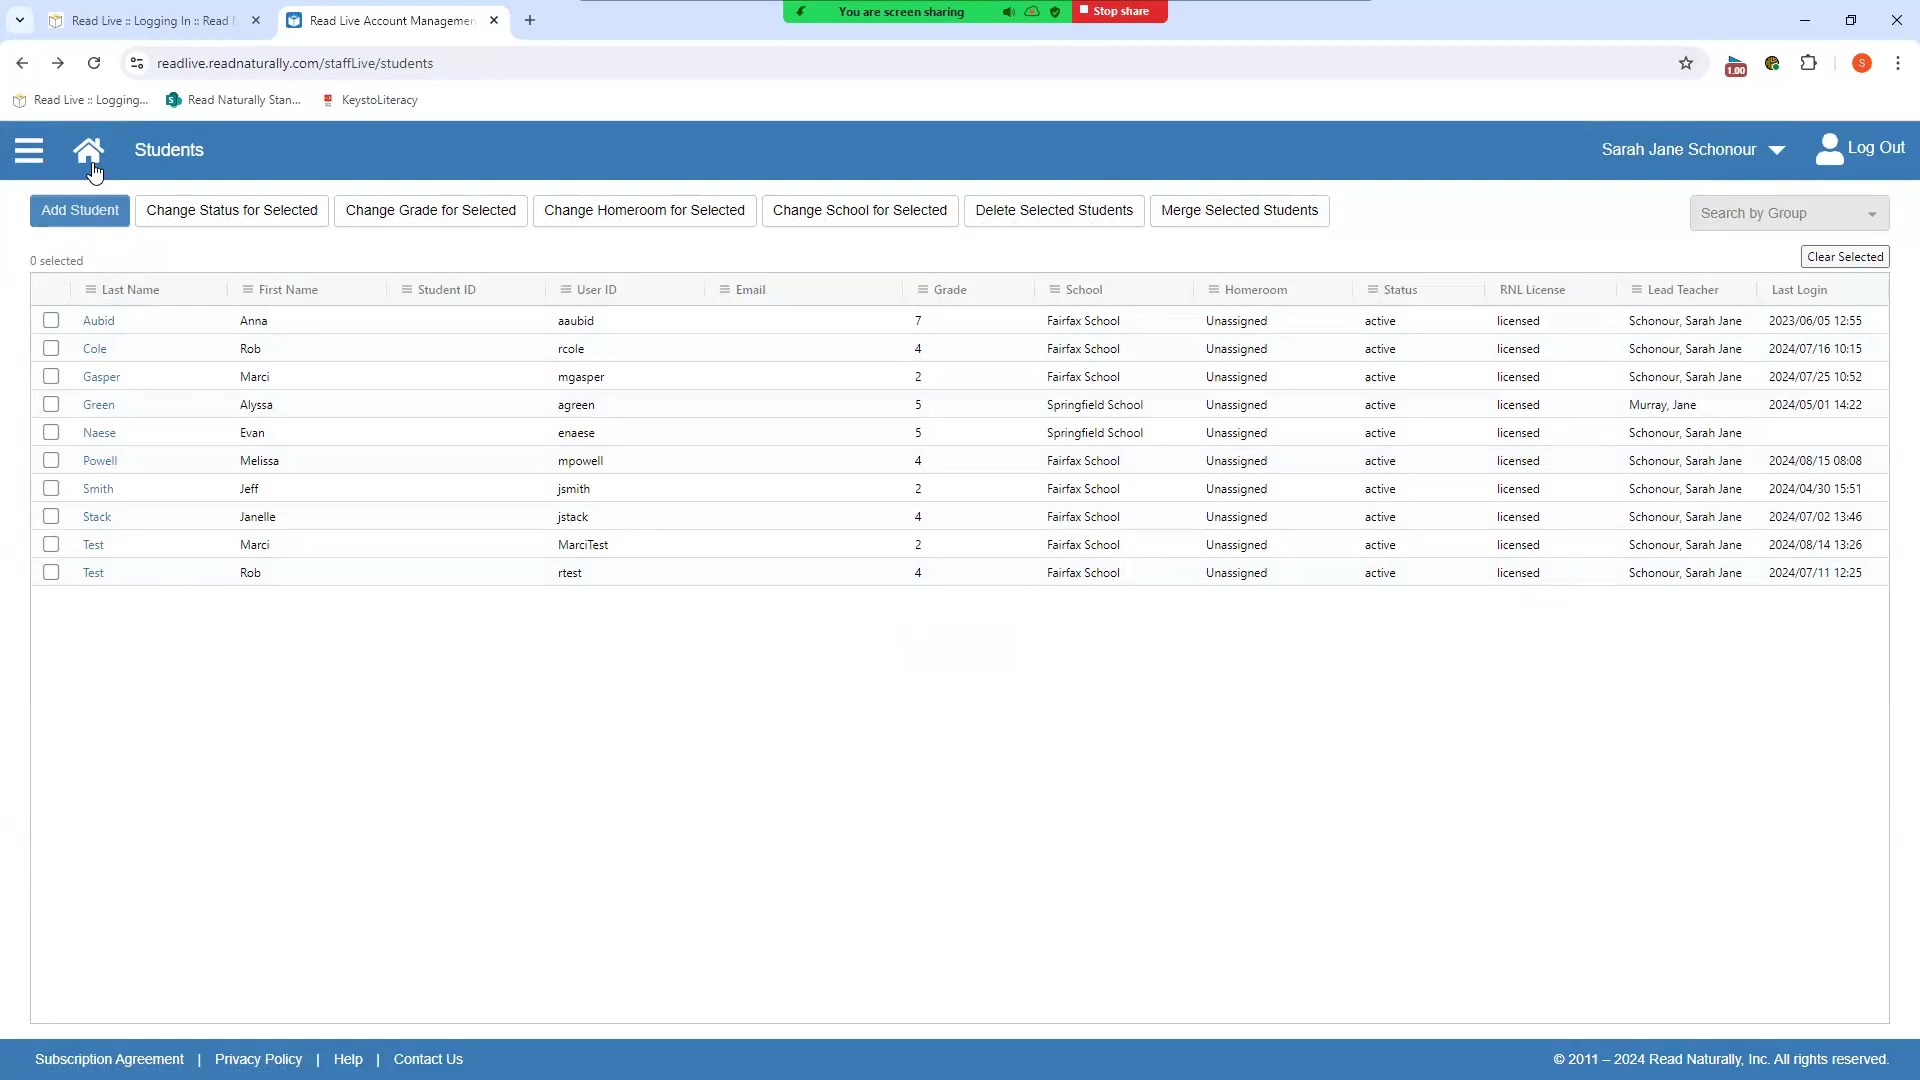 Read Live :: Logging In :: Read
Read Live Account Managemen
You are screen sharing
Stop share
readlive.readnaturally.com/staffLive/students
1.00
S
Read Live :: Logging...
Read Naturally Stan...
KeystoLiteracy
Students
Sarah Jane Schonour
Log Out
Add Student
Change Status for Selected
Change Grade for Selected
Change Homeroom for Selected
Change School for Selected
Delete Selected Students
Merge Selected Students
Search by Group
0 selected
Clear Selected
Last Name First Name Student ID User ID Email Grade School Homeroom Status RNL License Lead Teacher Last Login
Aubid Anna aaubid 7 Fairfax School Unassigned active licensed Schonour, Sarah Jane 2023/06/05 12:55
Cole Rob rcole 4 Fairfax School Unassigned active licensed Schonour, Sarah Jane 2024/07/16 10:15
Gasper Marci mgasper 2 Fairfax School Unassigned active licensed Schonour, Sarah Jane 2024/07/25 10:52
Green Alyssa agreen 5 Springfield School Unassigned active licensed Murray, Jane 2024/05/01 14:22
Naese Evan enaese 5 Springfield School Unassigned active licensed Schonour, Sarah Jane
Powell Melissa mpowell 4 Fairfax School Unassigned active licensed Schonour, Sarah Jane 2024/08/15 08:08
Smith Jeff jsmith 2 Fairfax School Unassigned active licensed Schonour, Sarah Jane 2024/04/30 15:51
Stack Janelle jstack 4 Fairfax School Unassigned active licensed Schonour, Sarah Jane 2024/07/02 13:46
Test Marci MarciTest 2 Fairfax School Unassigned active licensed Schonour, Sarah Jane 2024/08/14 13:26
Test Rob rtest 4 Fairfax School Unassigned active licensed Schonour, Sarah Jane 2024/07/11 12:25
Subscription Agreement | Privacy Policy | Help | Contact Us
© 2011 – 2024 Read Naturally, Inc. All rights reserved.